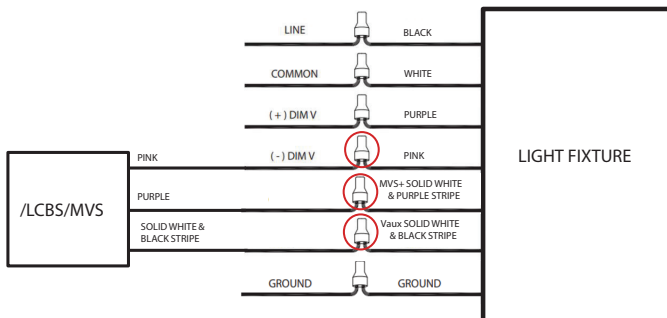 LINE
BLACK
COMMON
WHITE
(+) DIM V
PURPLE
/LCBS/MVS
PINK
(-) DIM V
PINK
LIGHT FIXTURE
PURPLE
MVS+ SOLID WHITE
& PURPLE STRIPE
SOLID WHITE &
BLACK STRIPE
Vaux SOLID WHITE
& BLACK STRIPE
GROUND
GROUND